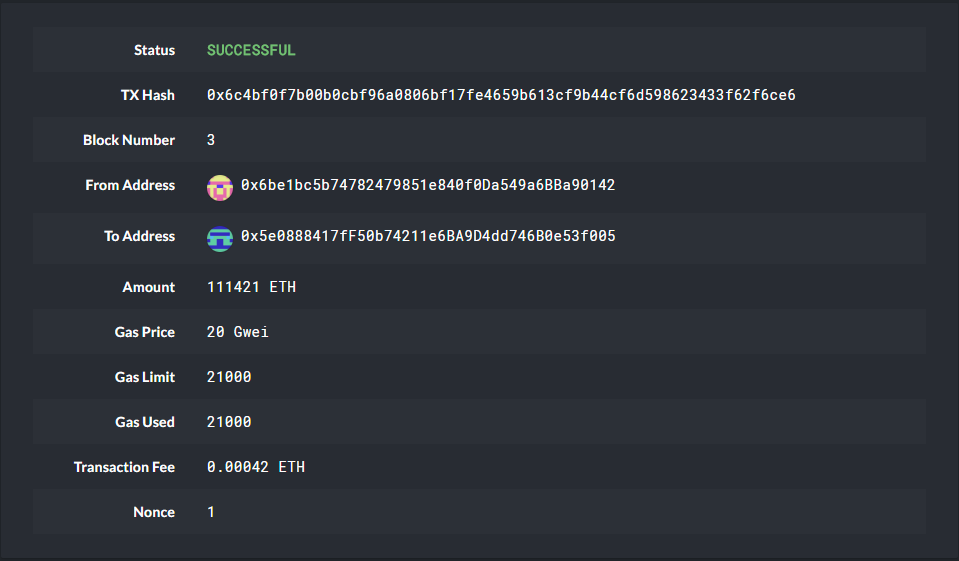 Status SUCCESSFUL
TX Hash 0x6c4bf0f7b00b0cbf96a0806bf17fe4659b613cf9b44cf6d598623433f62f6ce6
Block Number 3
From Address 0x6be1bc5b74782479851e840f0Da549a6BBa90142
To Address 0x5e0888417fF50b74211e6BA9D4dd746B0e53f005
Amount 111421 ETH
Gas Price 20 Gwei
Gas Limit 21000
Gas Used 21000
Transaction Fee 0.00042 ETH
Nonce 1